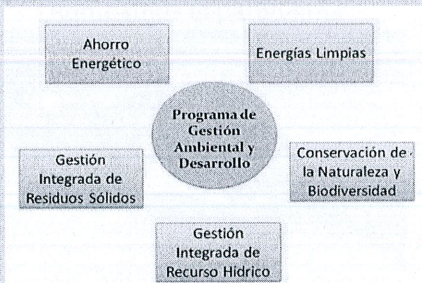 Ahorro
Energético
Energías Limpias
Programa de
Gestión
Ambiental y
Desarrollo
Gestión
Integrada de
Residuos Sólidos
Conservación de
la Naturaleza y
Biodiversidad
Gestión
Integrada de
Recurso Hídrico